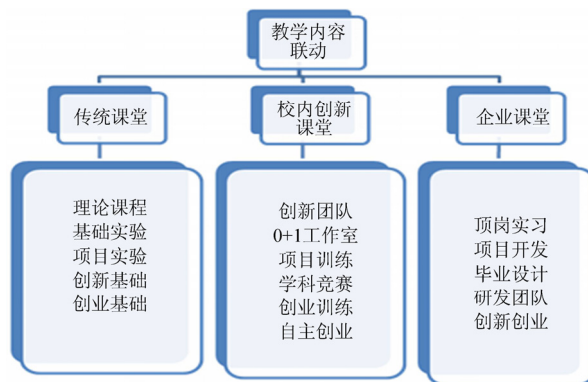 教学内容
联动
传统课堂
校内创新
课堂
企业课堂
理论课程
基础实验
项目实验
创新基础
创业基础
创新团队
0+1工作室
项目训练
学科竞赛
创业训练
自主创业
顶岗实习
项目开发
毕业设计
研发团队
创新创业